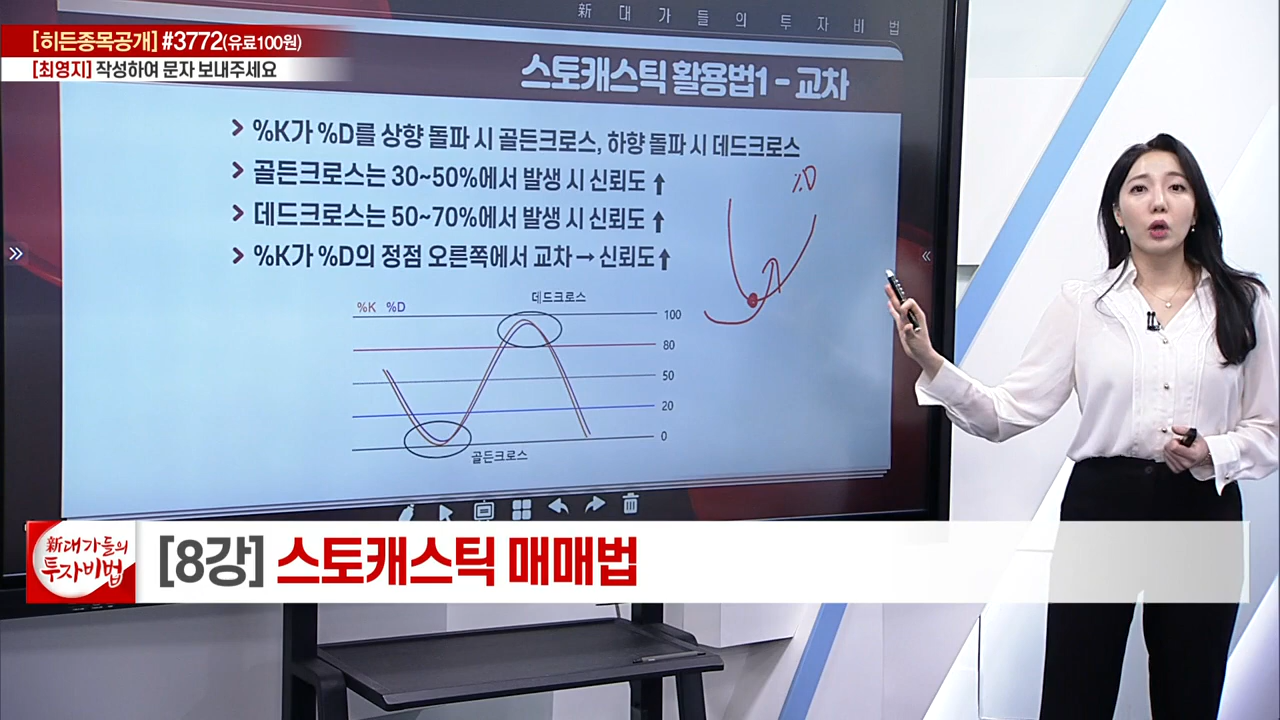 新 대 가 들 의 투 자 비 법
[히든종목공개] #3772(유료100원)
[최영지] 작성하여 문자 보내주세요
스토캐스틱 활용법1 - 교차
> %K가 %D를 상향 돌파 시 골든크로스, 하향 돌파 시 데드크로스
> 골든크로스는 30~50%에서 발생 시 신뢰도 ↑
> 데드크로스는 50~70%에서 발생 시 신뢰도 ↑
> %K가 %D의 정점 오른쪽에서 교차 → 신뢰도 ↑
%D
데드크로스
%K %D
100
80
50
20
0
골든크로스
新대가들의
투자비법
[8강] 스토캐스틱 매매법